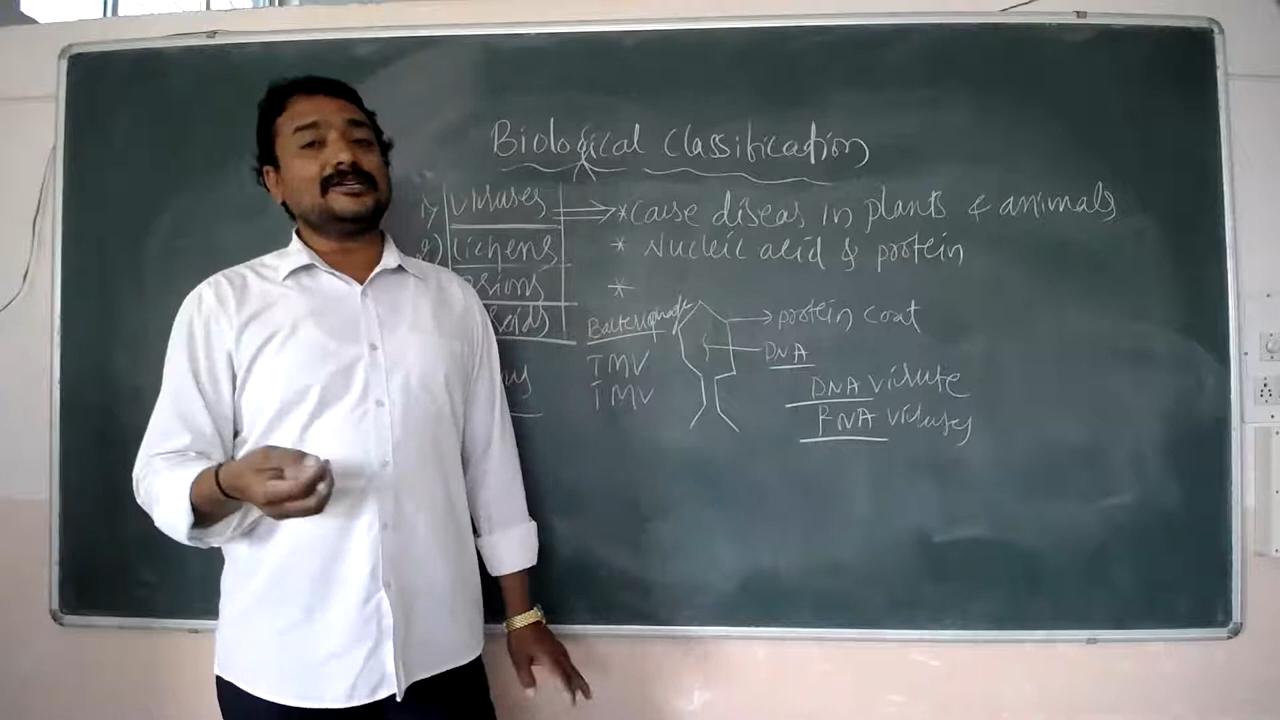 Biological Classification
1) Viruses ⇒ * Cause diseas in plants & animals
2) Lichens * Nucleic acid & protein
*
Bacteriophage → protein coat
TMV DNA
TMV DNA virute
RNA viruses